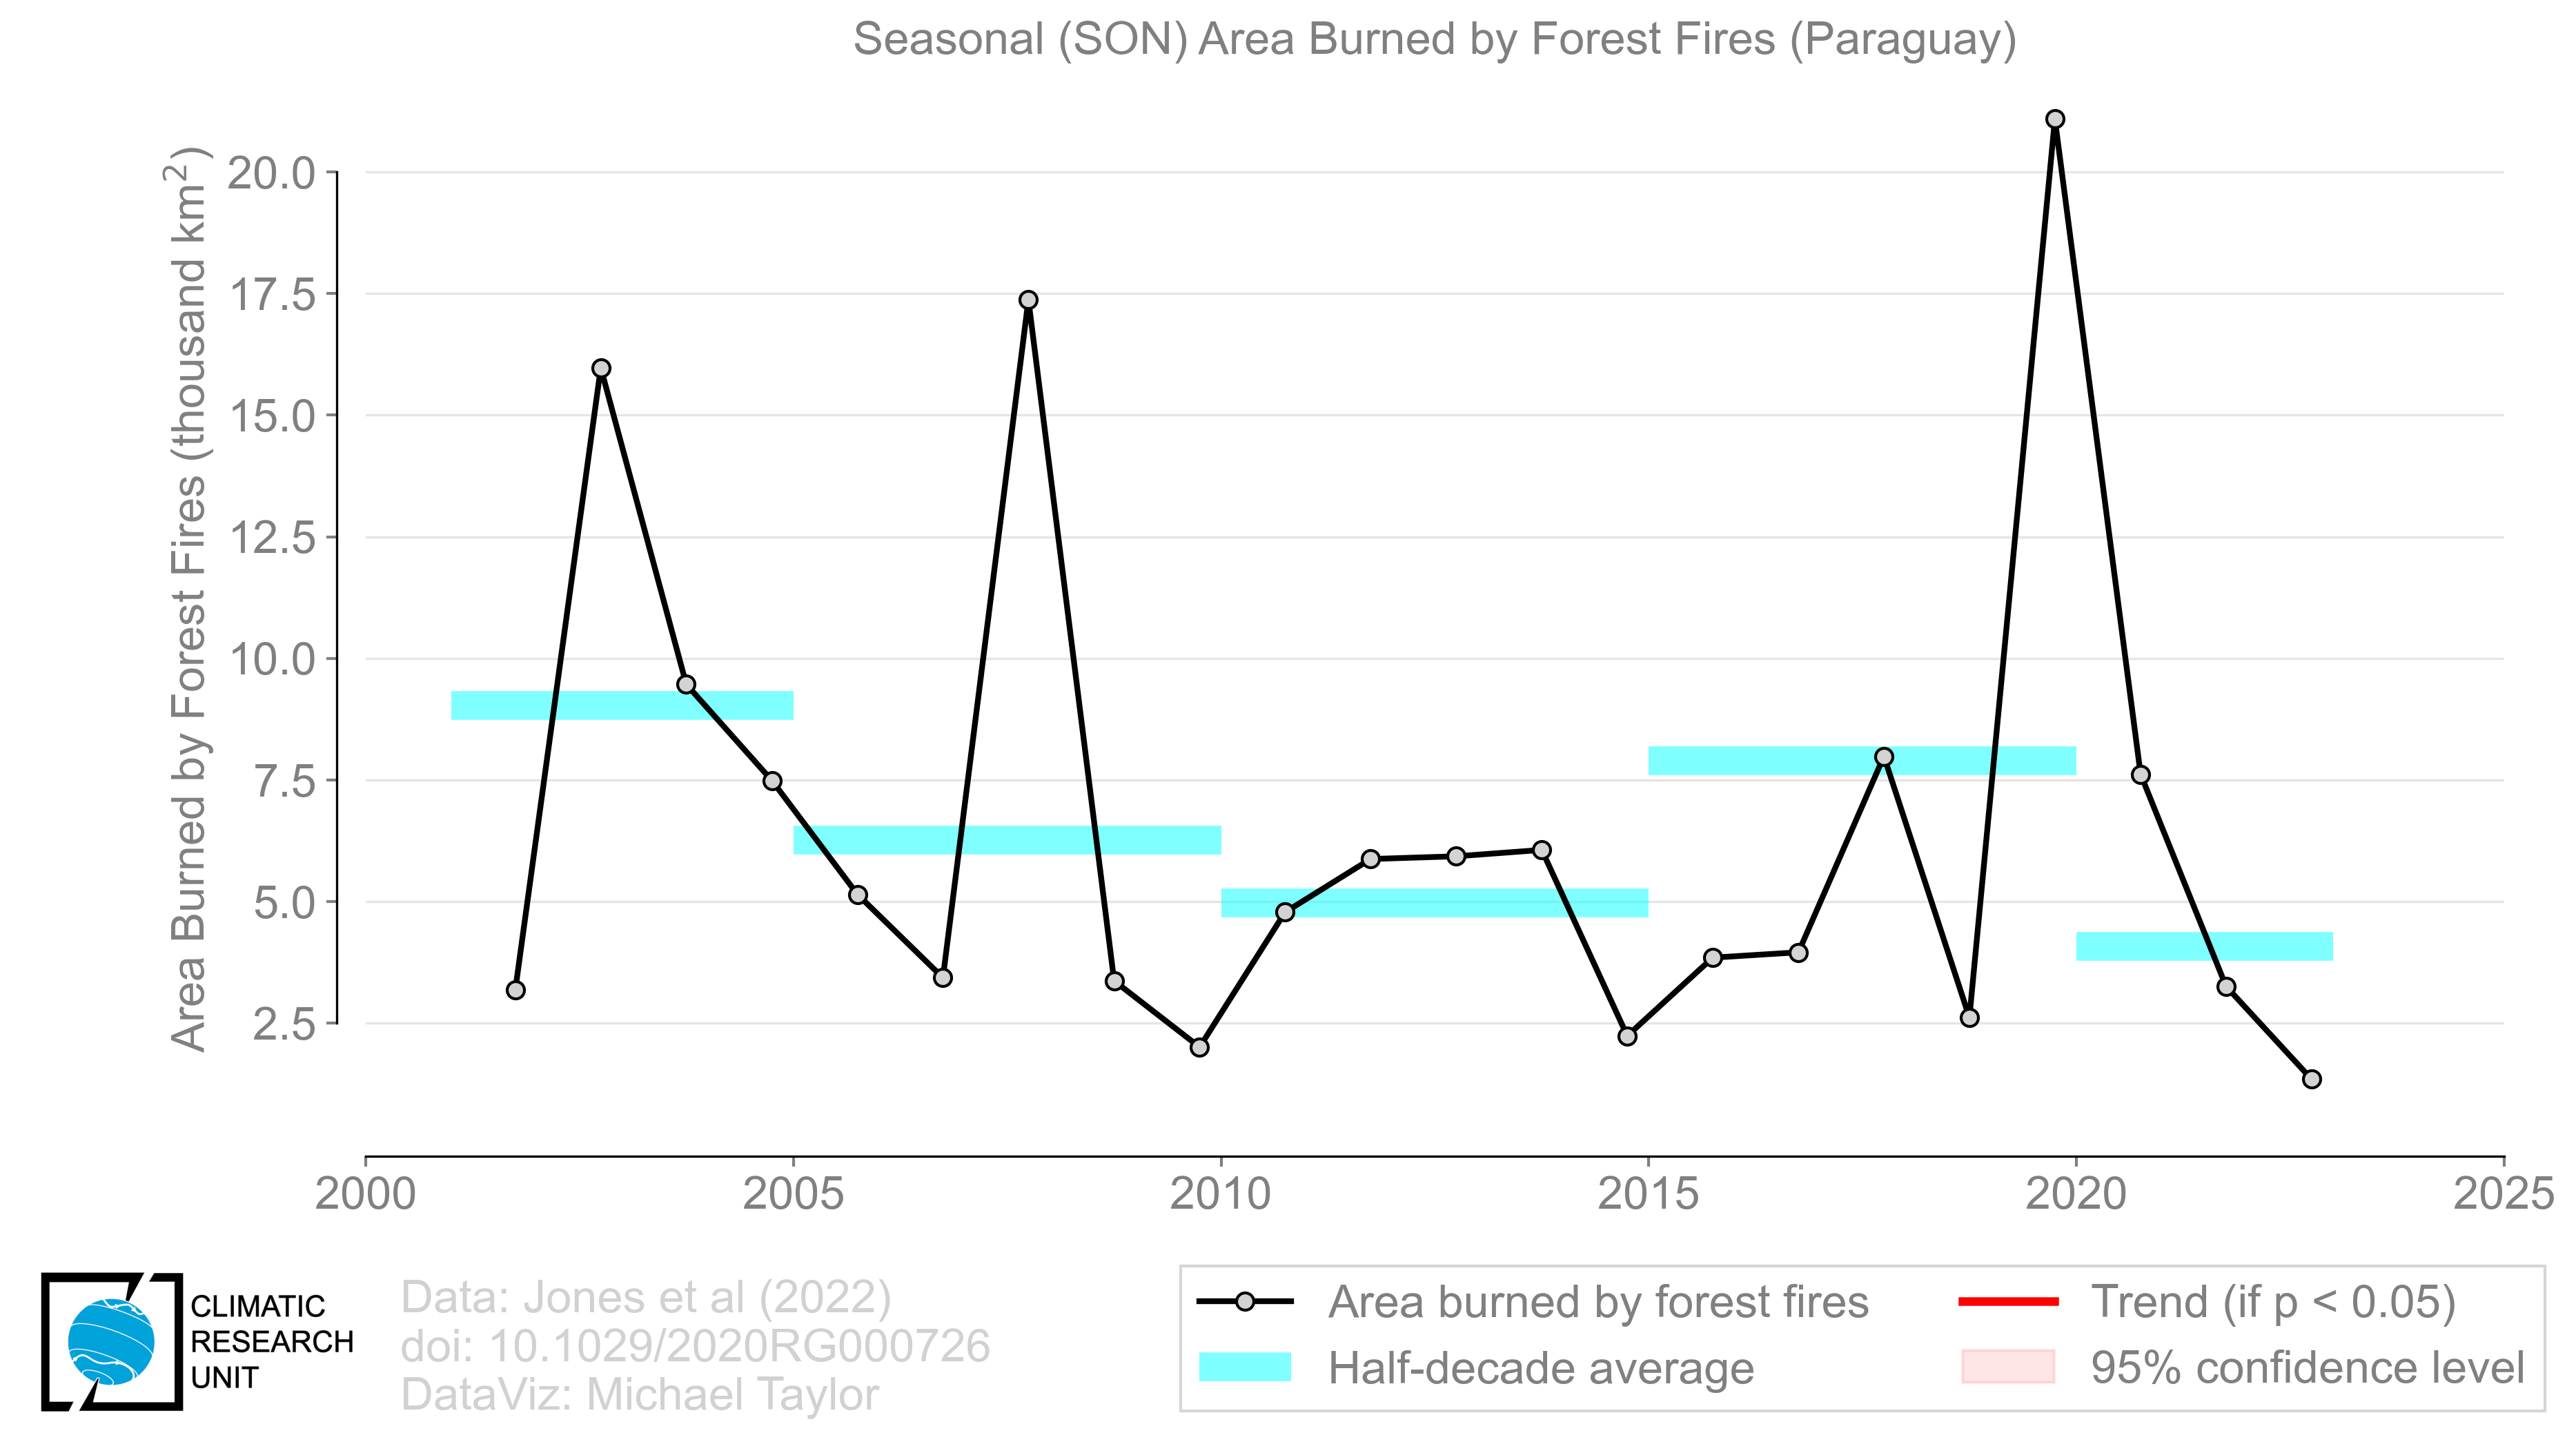 Seasonal (SON) Area Burned by Forest Fires (Paraguay)
Area Burned by Forest Fires (thousand km²)
20.0
17.5
15.0
12.5
10.0
7.5
5.0
2.5
2000 2005 2010 2015 2020 2025
CLIMATIC
RESEARCH
UNIT
Data: Jones et al (2022)
doi: 10.1029/2020RG000726
DataViz: Michael Taylor
Area burned by forest fires
Half-decade average
Trend (if p < 0.05)
95% confidence level